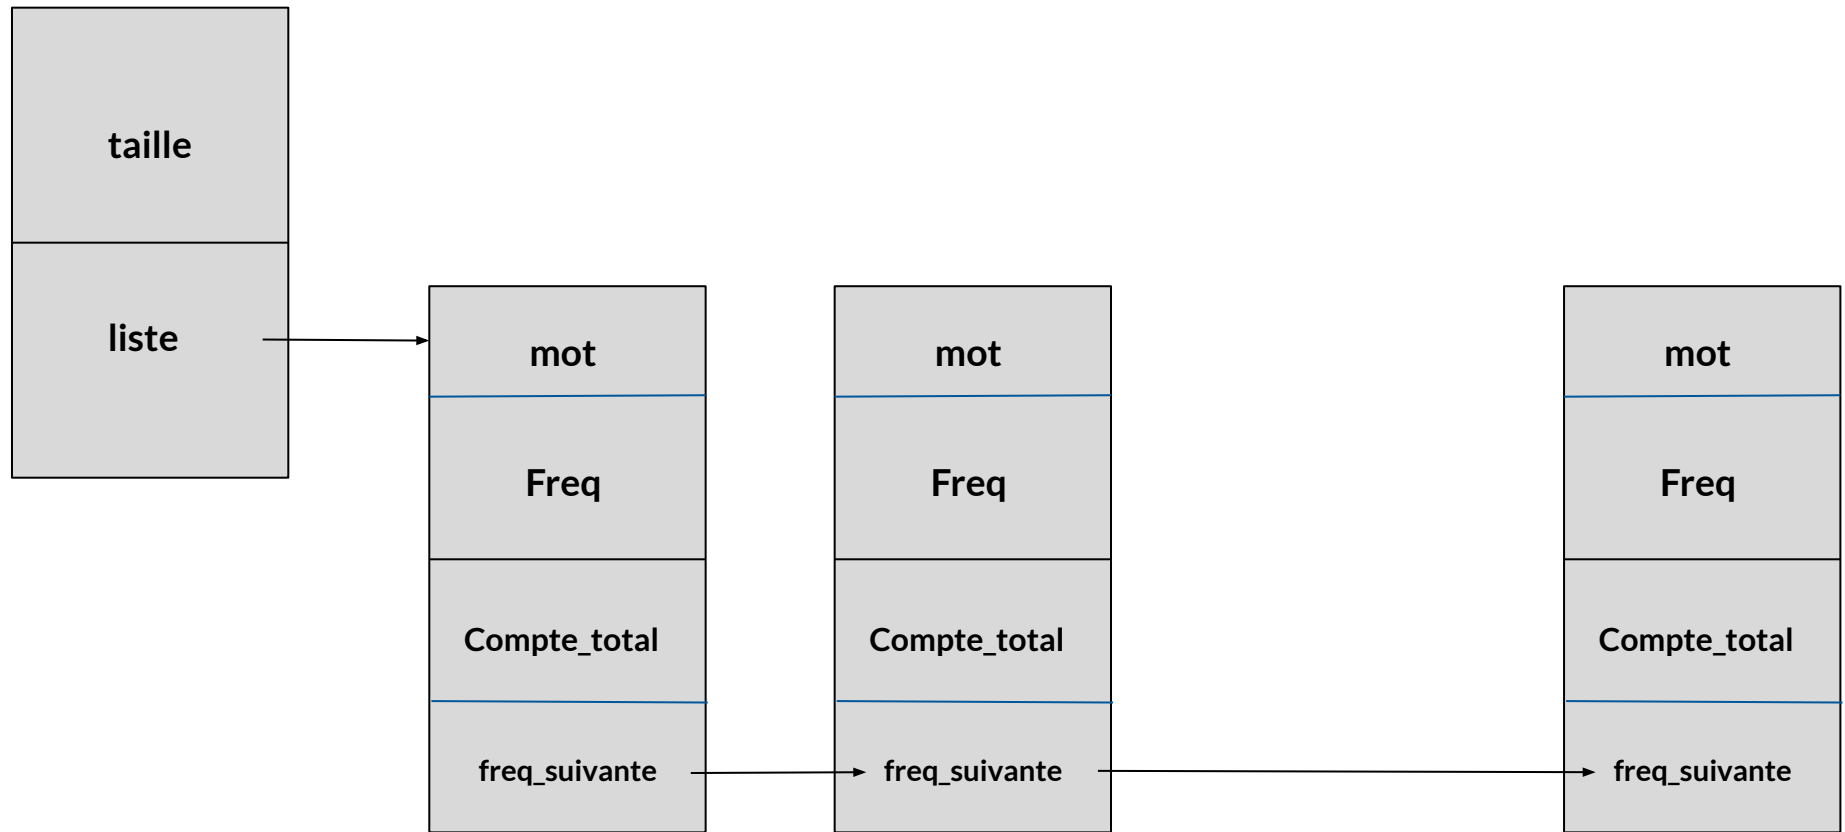 taille
liste
mot
Freq
Compte_total
freq_suivante
mot
Freq
Compte_total
freq_suivante
mot
Freq
Compte_total
freq_suivante